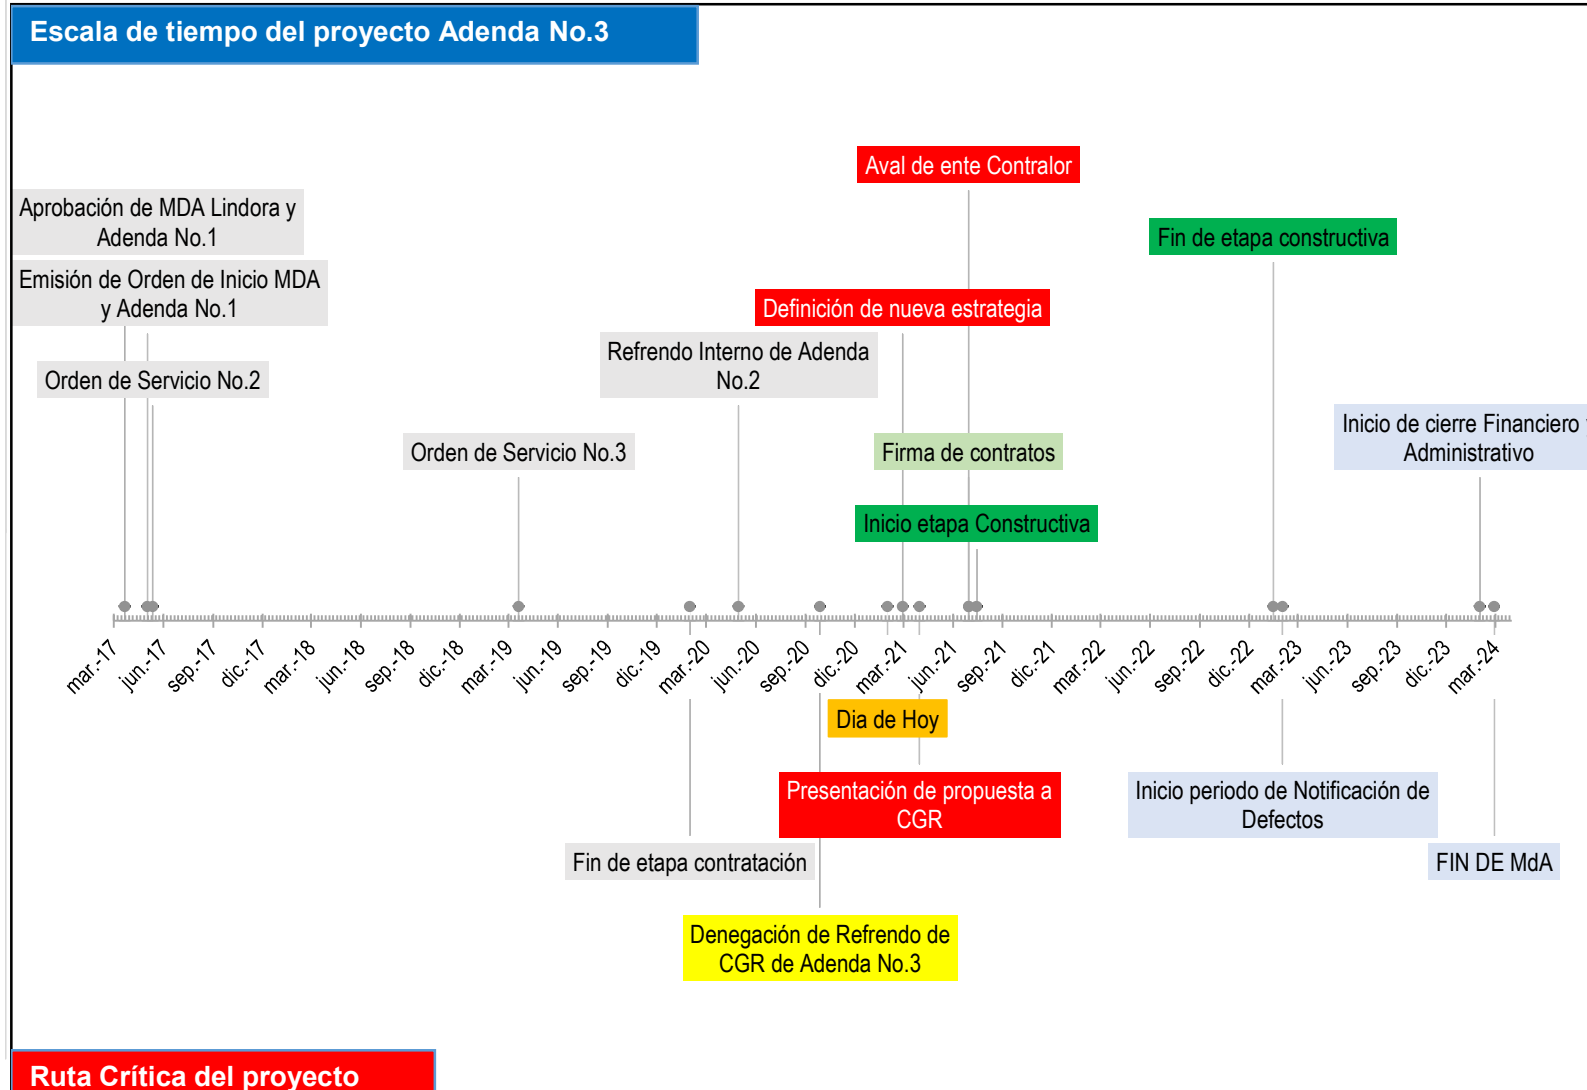 Escala de tiempo del proyecto Adenda No.3
Aval de ente Contralor
Aprobación de MDA Lindora y
Adenda No.1
Fin de etapa constructiva
Emisión de Orden de Inicio MDA
y Adenda No.1
Definición de nueva estrategia
Refrendo Interno de Adenda
No.2
Orden de Servicio No.2
Inicio de cierre Financiero
Administrativo
Orden de Servicio No.3
Firma de contratos
Inicio etapa Constructiva
mar.-17
jun.-17
sep.-17
dic.-17
mar.-18
jun.-18
sep.-18
dic.-18
mar.-19
jun.-19
sep.-19
dic.-19
mar.-20
jun.-20
sep.-20
dic.-20
mar.-21
jun.-21
sep.-21
dic.-21
mar.-22
jun.-22
sep.-22
dic.-22
mar.-23
jun.-23
sep.-23
dic.-23
mar.-24
Dia de Hoy
Presentación de propuesta a
CGR
Inicio periodo de Notificación de
Defectos
Fin de etapa contratación
FIN DE MdA
Denegación de Refrendo de
CGR de Adenda No.3
Ruta Crítica del proyecto